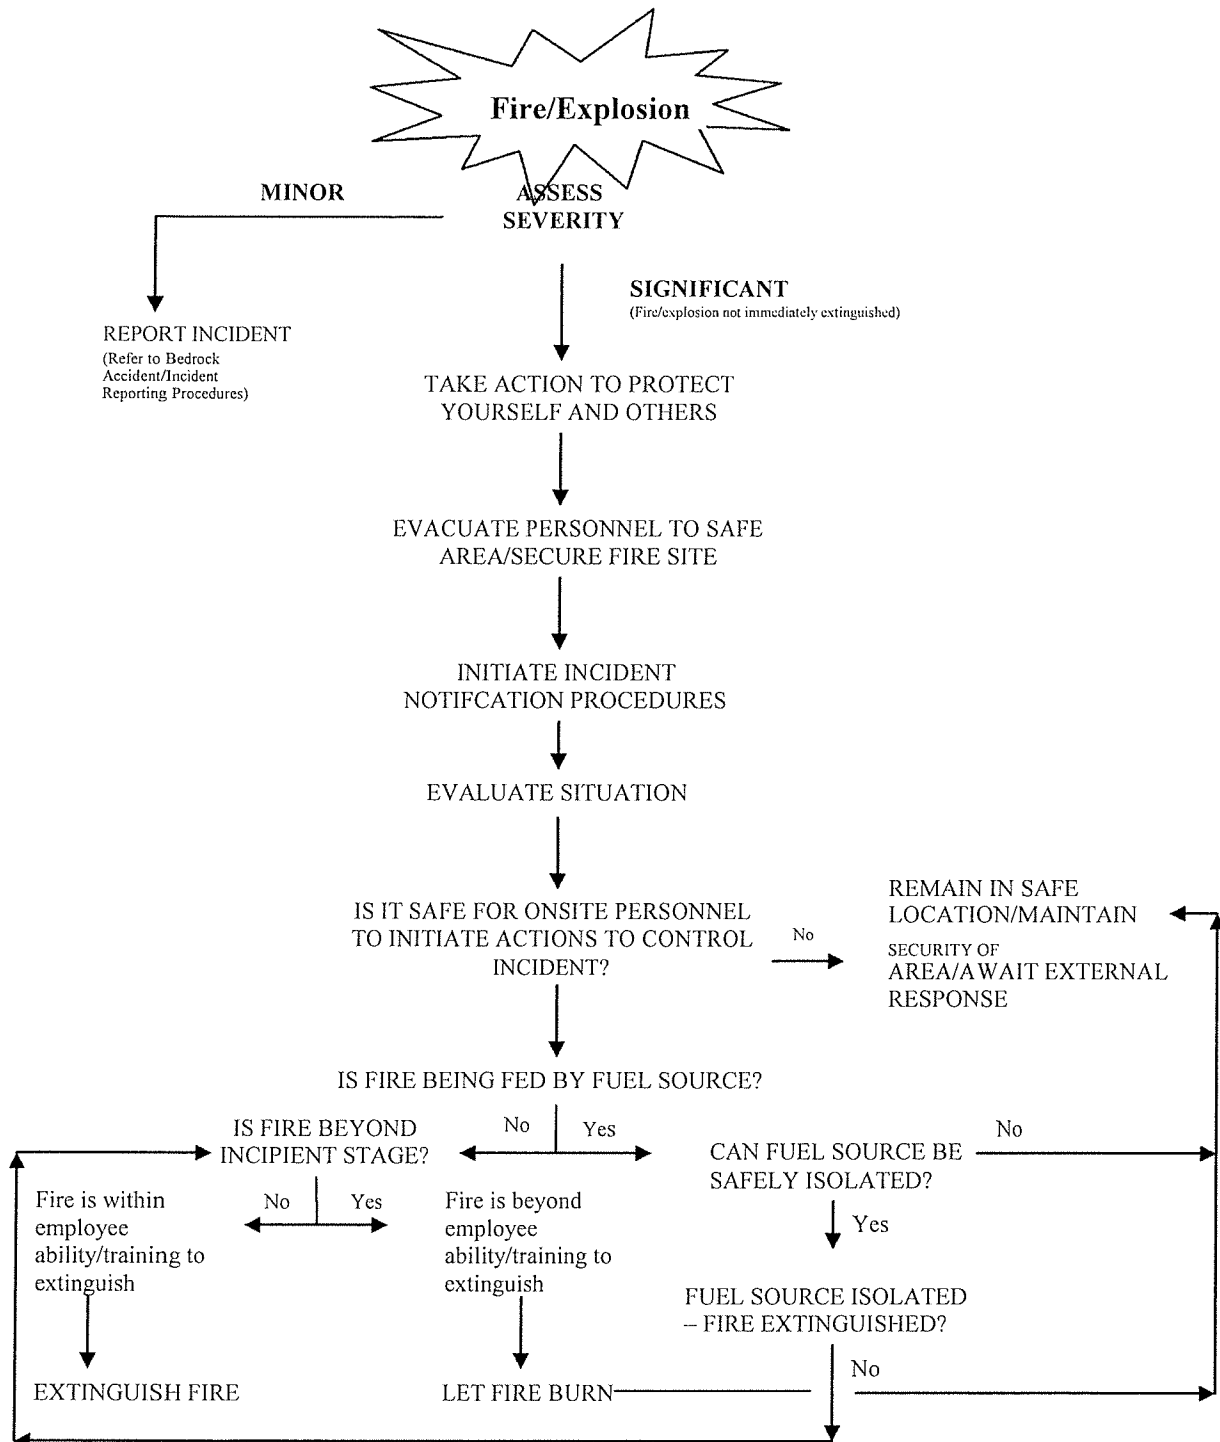 Fire/Explosion
MINOR
ASSESS
SEVERITY
SIGNIFICANT
(Fire/explosion not immediately extinguished)
REPORT INCIDENT
(Refer to Bedrock
Accident/Incident
Reporting Procedures)
TAKE ACTION TO PROTECT
YOURSELF AND OTHERS
EVACUATE PERSONNEL TO SAFE
AREA/SECURE FIRE SITE
INITIATE INCIDENT
NOTIFCATION PROCEDURES
EVALUATE SITUATION
IS IT SAFE FOR ONSITE PERSONNEL
TO INITIATE ACTIONS TO CONTROL
INCIDENT?
No
REMAIN IN SAFE
LOCATION/MAINTAIN
SECURITY OF
AREA/AWAIT EXTERNAL
RESPONSE
IS FIRE BEING FED BY FUEL SOURCE?
No
Yes
IS FIRE BEYOND
INCIPIENT STAGE?
CAN FUEL SOURCE BE
SAFELY ISOLATED?
No
No
Yes
Fire is within
employee
ability/training to
extinguish
Fire is beyond
employee
ability/training to
extinguish
Yes
FUEL SOURCE ISOLATED
– FIRE EXTINGUISHED?
No
EXTINGUISH FIRE
LET FIRE BURN